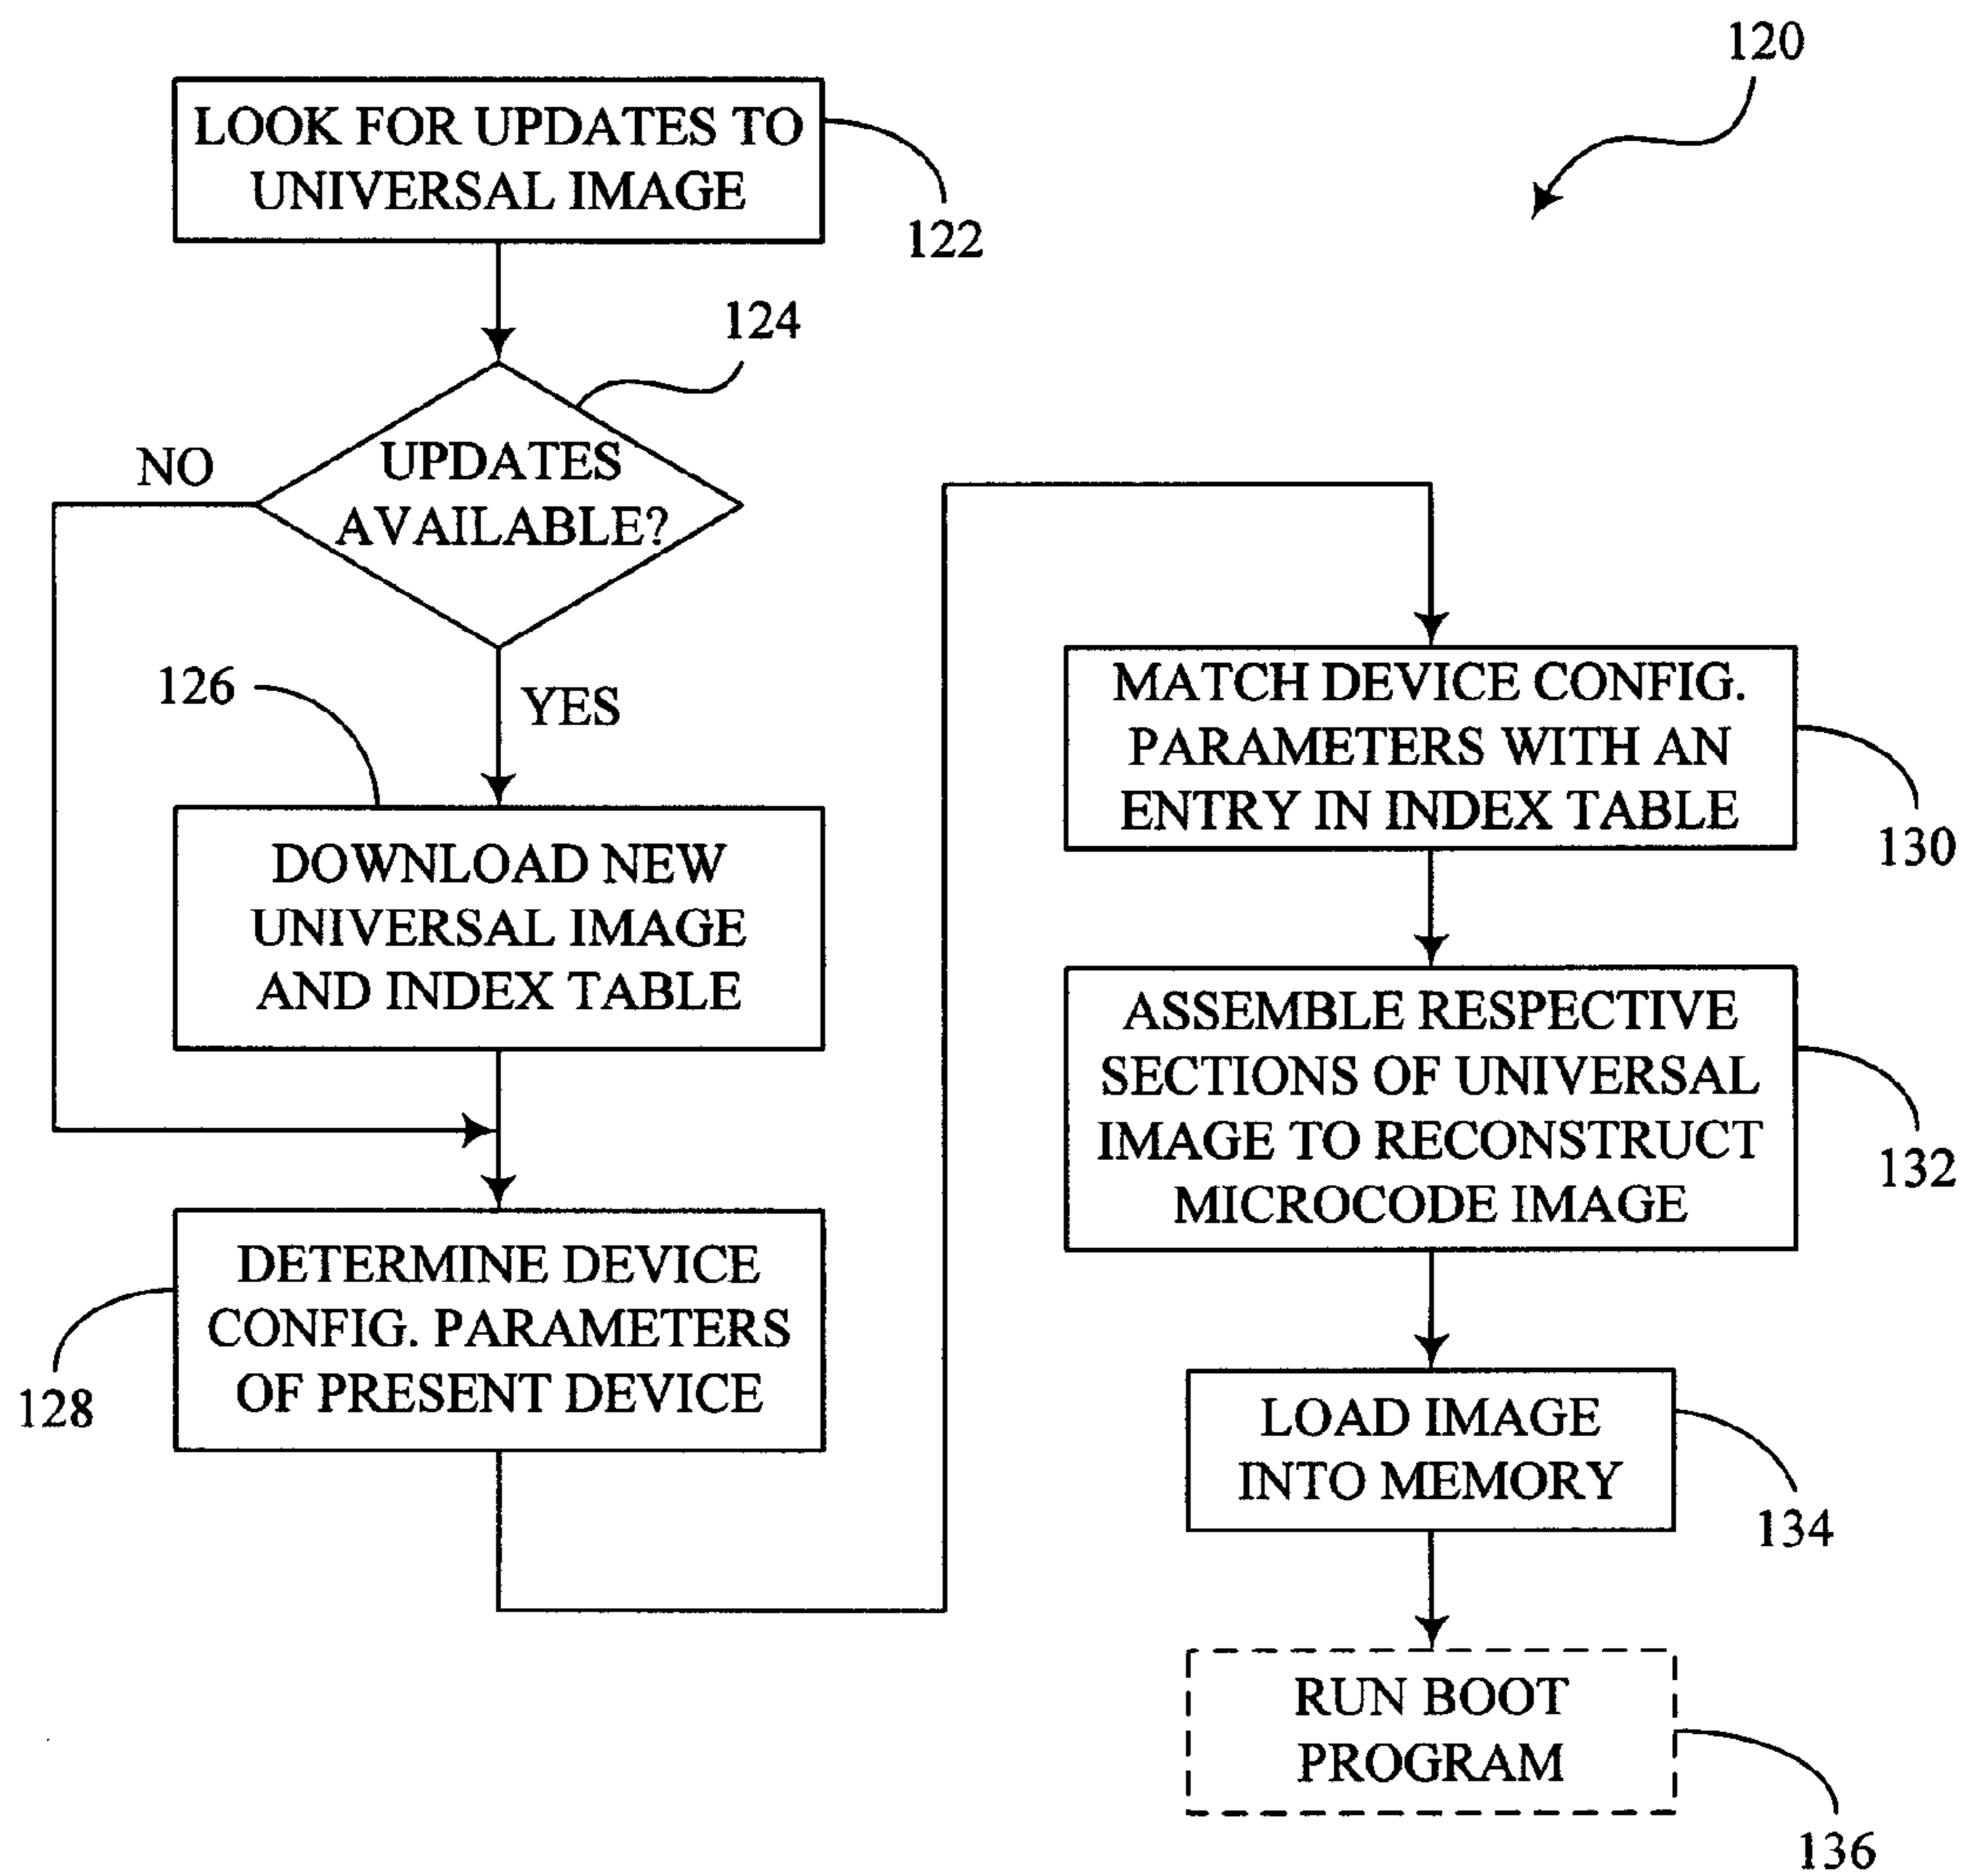 120
LOOK FOR UPDATES TO
UNIVERSAL IMAGE
122
124
UPDATES
AVAILABLE?
NO
YES
126
DOWNLOAD NEW
UNIVERSAL IMAGE
AND INDEX TABLE
DETERMINE DEVICE
CONFIG. PARAMETERS
OF PRESENT DEVICE
128
MATCH DEVICE CONFIG.
PARAMETERS WITH AN
ENTRY IN INDEX TABLE
130
ASSEMBLE RESPECTIVE
SECTIONS OF UNIVERSAL
IMAGE TO RECONSTRUCT
MICROCODE IMAGE
132
LOAD IMAGE
INTO MEMORY
134
RUN BOOT
PROGRAM
136